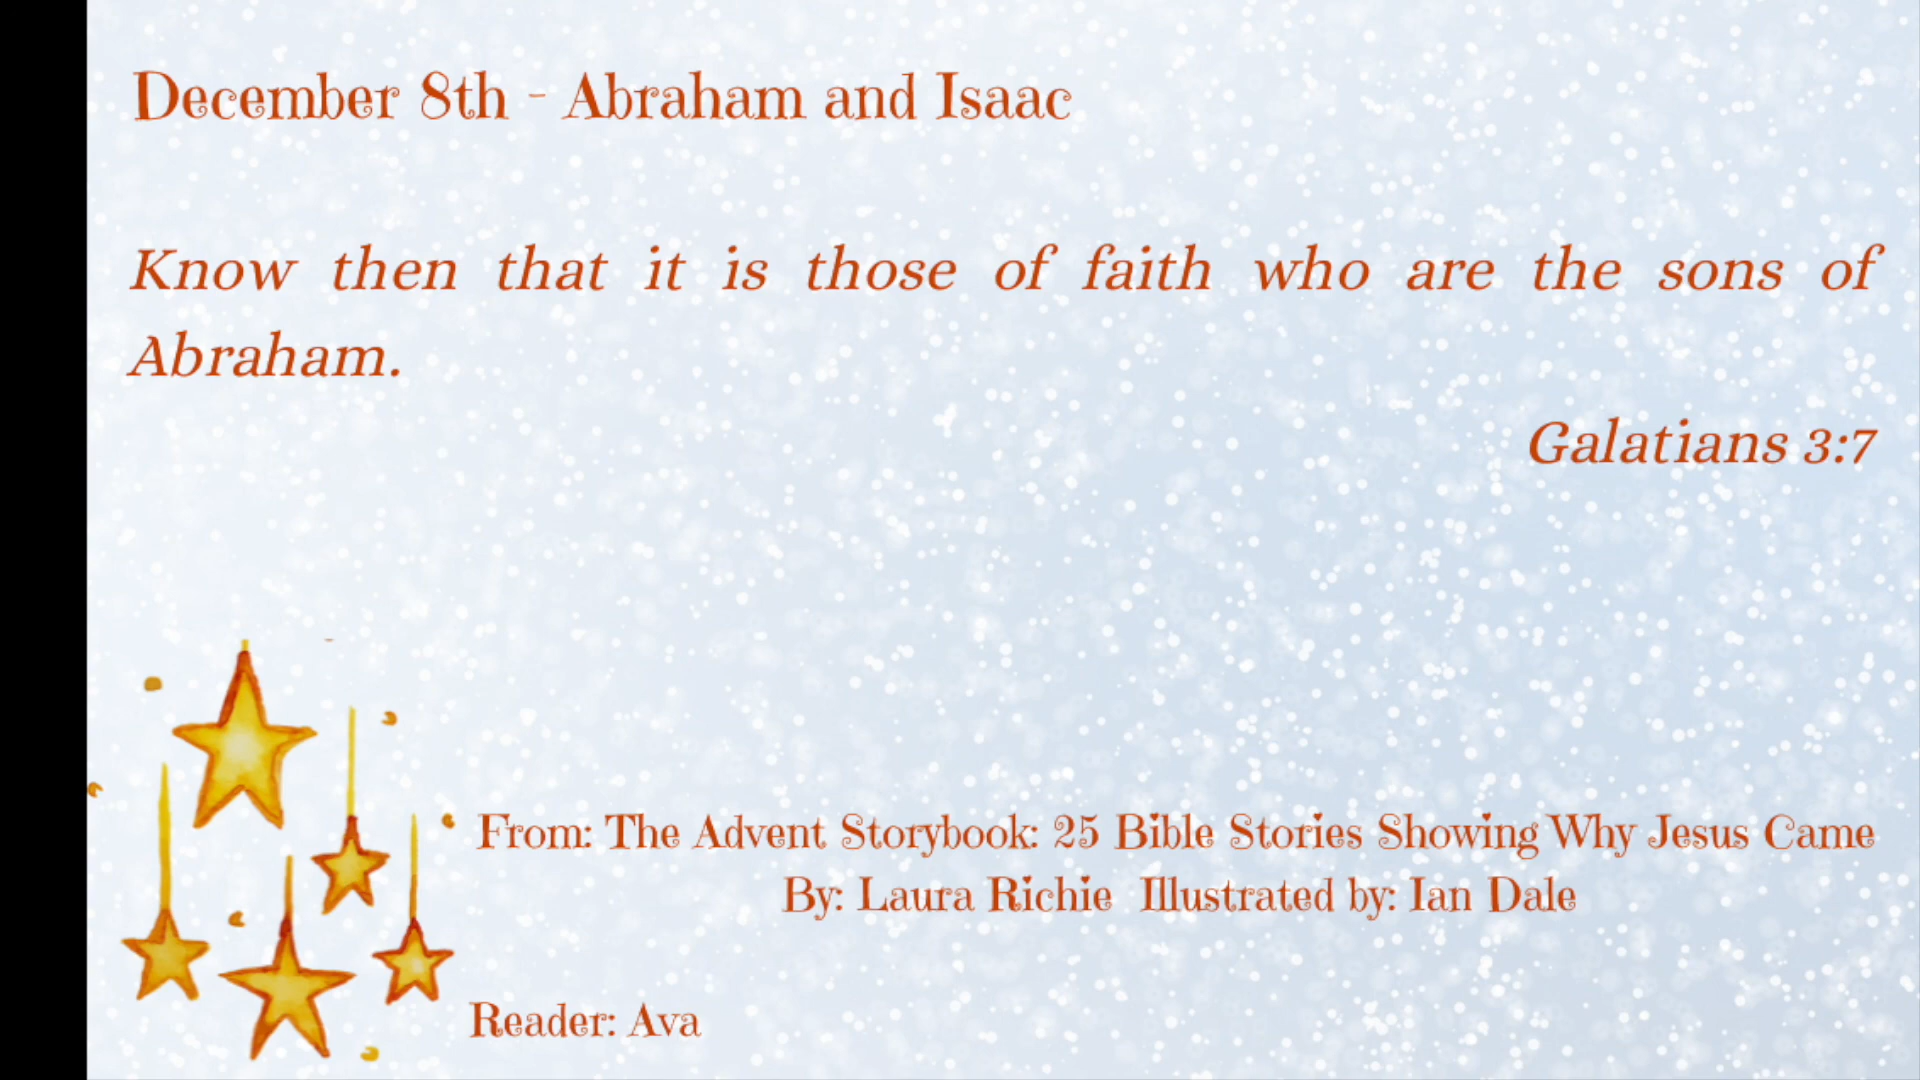 December 8th - Abraham and Isaac
Know then that it is those of faith who are the sons of
Abraham.
Galatians 3:7
From: The Advent Storybook: 25 Bible Stories Showing Why Jesus Came
By: Laura Richie Illustrated by: Ian Dale
Reader: Ava